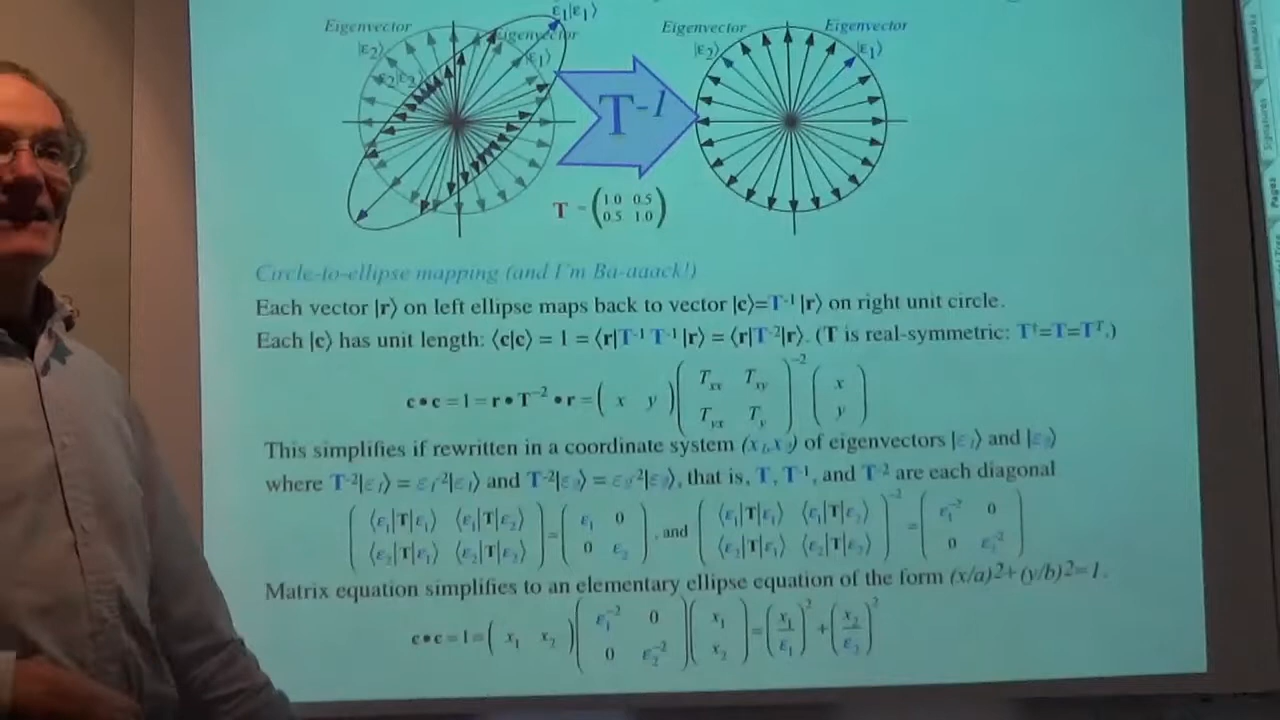 ε₁|ε₁⟩
Eigenvector
Eigenvector
|ε₂⟩
|ε₁⟩
ε₂|ε₂⟩
T⁻¹
Eigenvector
Eigenvector
|ε₂⟩
|ε₁⟩
T = (1.0 0.5
0.5 1.0)
Circle-to-ellipse mapping (and I'm Ba-aaack!)
Each vector |r⟩ on left ellipse maps back to vector |c⟩=T⁻¹|r⟩ on right unit circle.
Each |c⟩ has unit length: ⟨c|c⟩ = 1 = ⟨r|T⁻¹ T⁻¹|r⟩ = ⟨r|T⁻²|r⟩. (T is real-symmetric: T†=T=Tᵀ.)
c•c=1=r•T⁻²•r=( x y )( Txx Txy
Tyx Ty )⁻² ( x
y )
This simplifies if rewritten in a coordinate system (x₁,x₂) of eigenvectors |ε₁⟩ and |ε₂⟩
where T⁻²|ε₁⟩ = ε₁⁻²|ε₁⟩ and T⁻²|ε₂⟩ = ε₂⁻²|ε₂⟩, that is, T, T⁻¹, and T⁻² are each diagonal
( ⟨ε₁|T|ε₁⟩ ⟨ε₁|T|ε₂⟩
⟨ε₂|T|ε₁⟩ ⟨ε₂|T|ε₂⟩ ) = ( ε₁ 0
0 ε₂ ) , and ( ⟨ε₁|T|ε₁⟩ ⟨ε₁|T|ε₂⟩
⟨ε₂|T|ε₁⟩ ⟨ε₂|T|ε₂⟩ )⁻² = ( ε₁⁻² 0
0 ε₂⁻² )
Matrix equation simplifies to an elementary ellipse equation of the form (x/a)2+(y/b)2=1.
c•c=1=( x₁ x₂ )( ε₁⁻² 0
0 ε₂⁻² )( x₁
x₂ ) = (x₁/ε₁)² + (x₂/ε₂)²
Bookmarks
Signatures
Pages